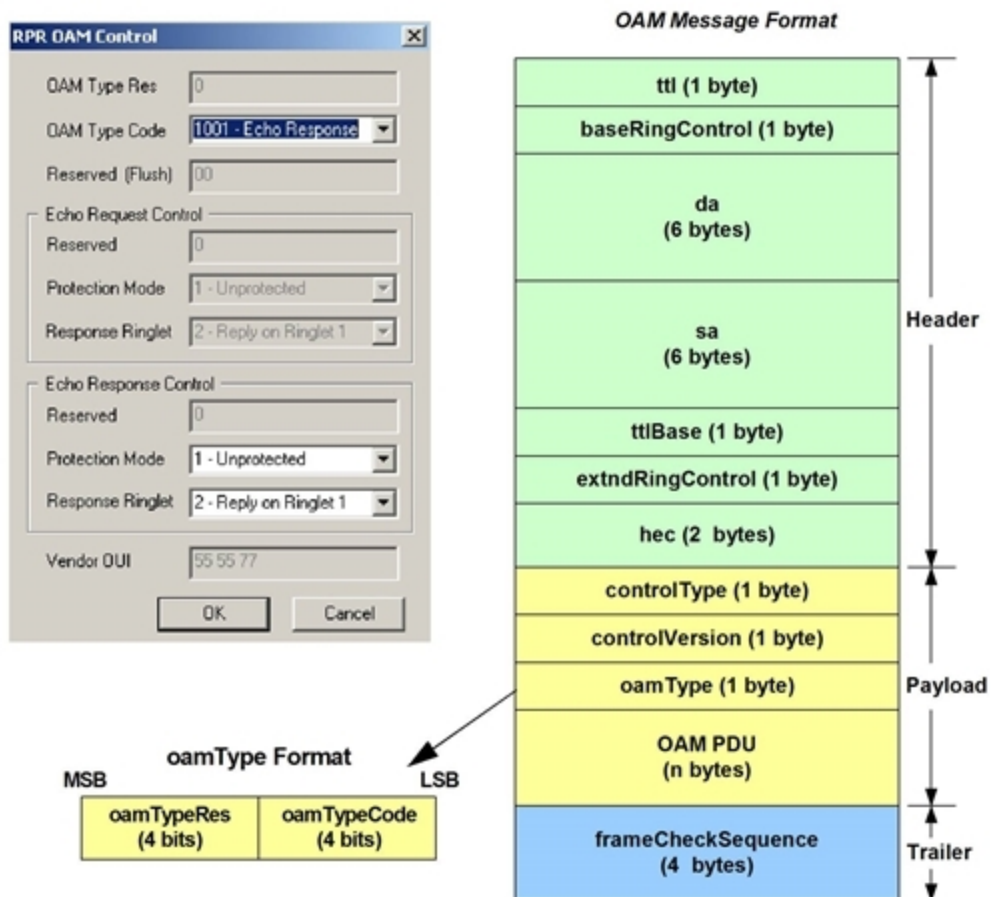 RPR OAM Control
OAM Type Res 0
OAM Type Code 1001 - Echo Response
Reserved (Flush) 00
Echo Request Control
Reserved 0
Protection Mode 1 - Unprotected
Response Ringlet 2 - Reply on Ringlet 1
Echo Response Control
Reserved 0
Protection Mode 1 - Unprotected
Response Ringlet 2 - Reply on Ringlet 1
Vendor OUI 55 55 77
OK Cancel
OAM Message Format
ttl (1 byte)
baseRingControl (1 byte)
da
(6 bytes)
sa
(6 bytes)
ttlBase (1 byte)
extndRingControl (1 byte)
hec (2 bytes)
Header
controlType (1 byte)
controlVersion (1 byte)
oamType (1 byte)
OAM PDU
(n bytes)
Payload
frameCheckSequence
(4 bytes)
Trailer
oamType Format
MSB LSB
oamTypeRes
(4 bits)
oamTypeCode
(4 bits)